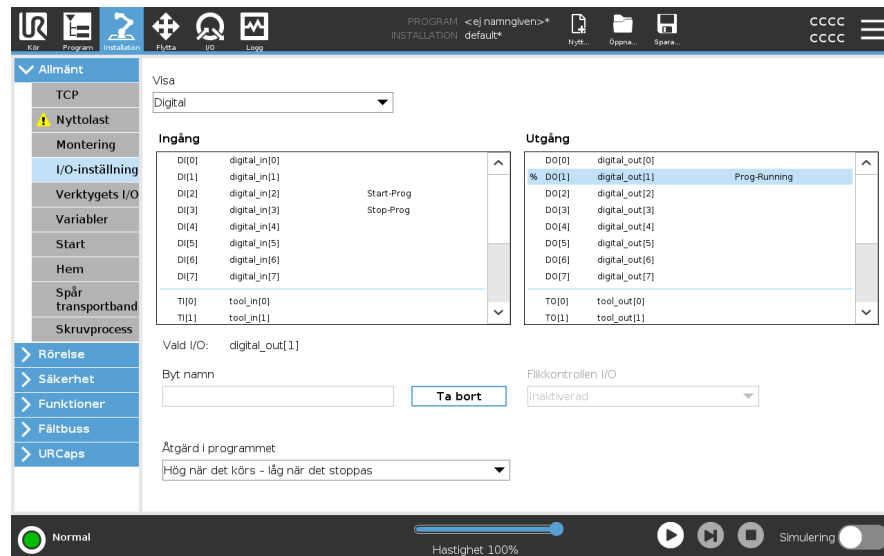 PROGRAM <ej namngiven>*
INSTALLATION default*
CCCC
CCCC
Kör
Program
Installation
Flytta
I/O
Logg
Nytt...
Öppna...
Spara...
Allmänt
TCP
Nyttolast
Montering
I/O-inställning
Verktygets I/O
Variabler
Start
Hem
Spår
transportband
Skruvprocess
Rörelse
Säkerhet
Funktioner
Fältbuss
URCaps
Visa
Digital
Ingång
DI[0] digital_in[0]
DI[1] digital_in[1]
DI[2] digital_in[2] Start-Prog
DI[3] digital_in[3] Stop-Prog
DI[4] digital_in[4]
DI[5] digital_in[5]
DI[6] digital_in[6]
DI[7] digital_in[7]
TI[0] tool_in[0]
TI[1] tool_in[1]
Utgång
DO[0] digital_out[0]
% DO[1] digital_out[1] Prog-Running
DO[2] digital_out[2]
DO[3] digital_out[3]
DO[4] digital_out[4]
DO[5] digital_out[5]
DO[6] digital_out[6]
DO[7] digital_out[7]
TO[0] tool_out[0]
TO[1] tool_out[1]
Vald I/O: digital_out[1]
Byt namn
Ta bort
Flikkontrollen I/O
Inaktiverad
Åtgärd i programmet
Hög när det körs – låg när det stoppas
Normal
Hastighet 100%
Simulering